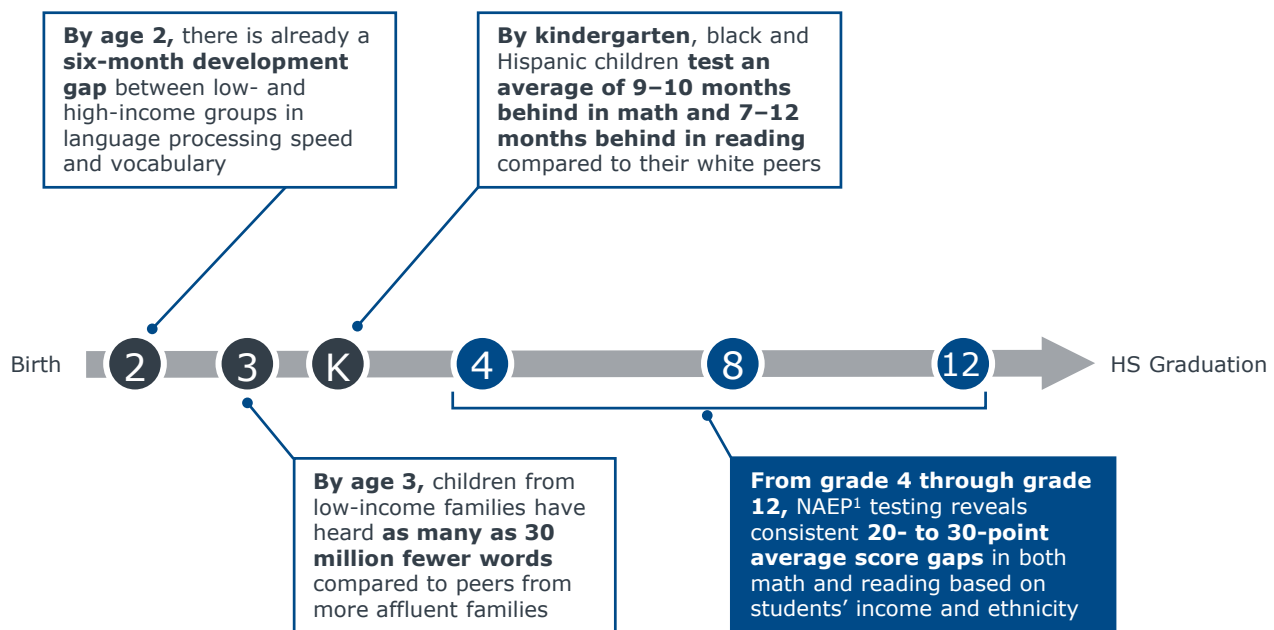 By age 2, there is already a
six-month development
gap between low- and
high-income groups in
language processing speed
and vocabulary
By kindergarten, black and
Hispanic children test an
average of 9–10 months
behind in math and 7–12
months behind in reading
compared to their white peers
Birth
2
3
K
4
8
12
HS Graduation
By age 3, children from
low-income families have
heard as many as 30
million fewer words
compared to peers from
more affluent families
From grade 4 through grade
12, NAEP¹ testing reveals
consistent 20- to 30-point
average score gaps in both
math and reading based on
students’ income and ethnicity